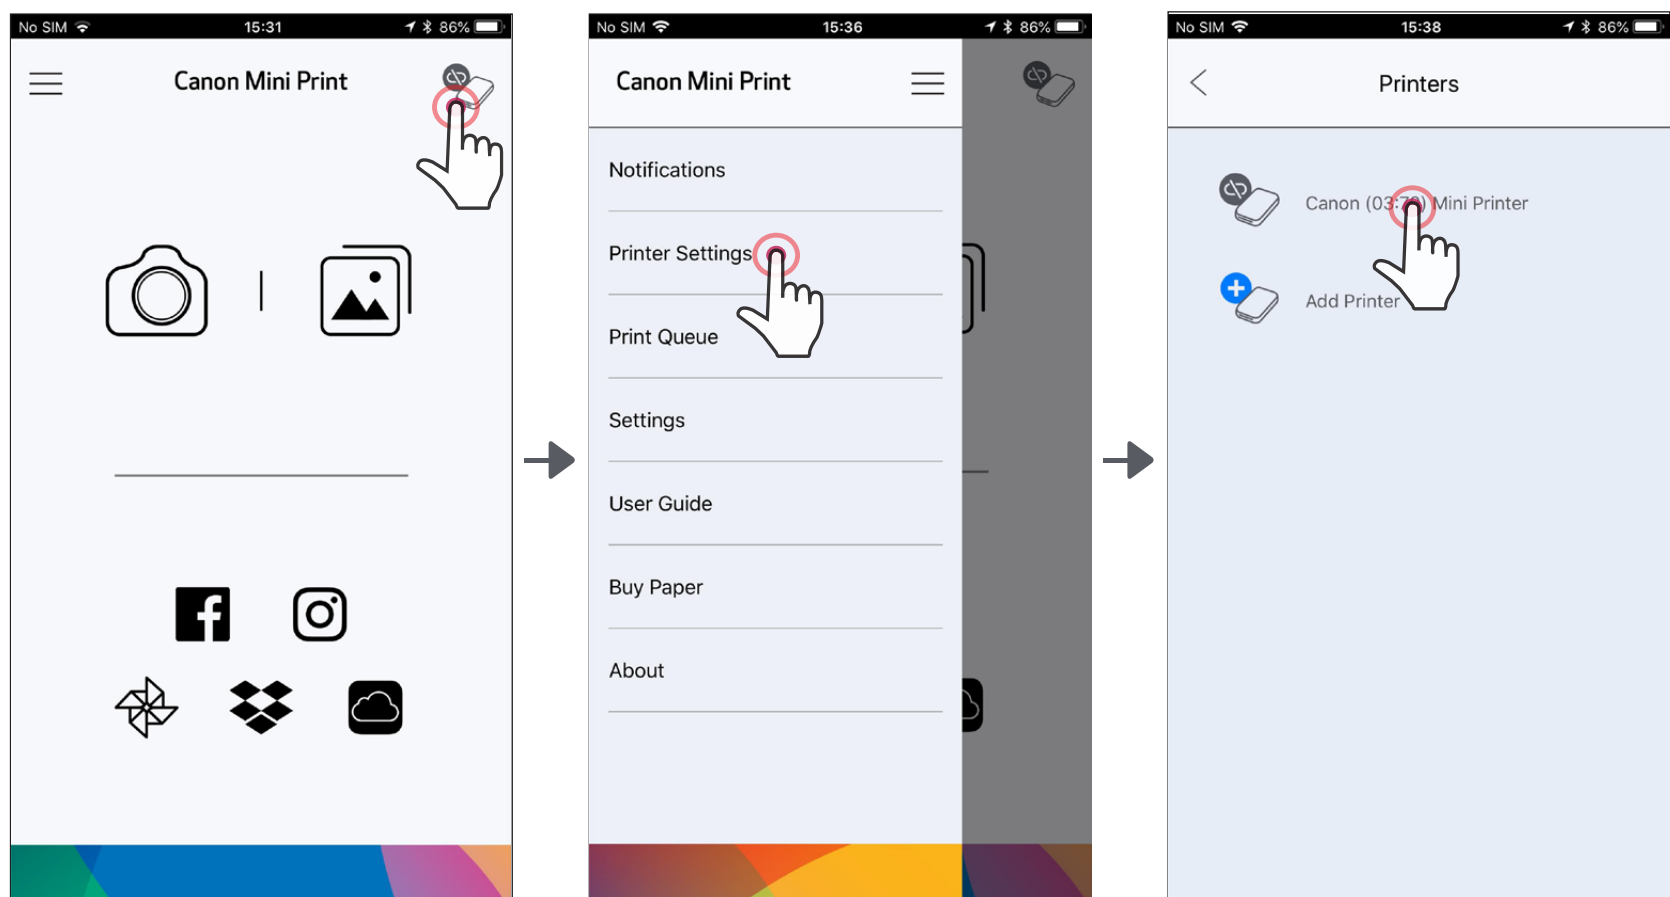 No SIM 15:31 86%
Canon Mini Print
No SIM 15:36 86%
Canon Mini Print
Notifications
Printer Settings
Print Queue
Settings
User Guide
Buy Paper
About
No SIM 15:38 86%
Printers
Canon (03: Mini Printer
Add Printer